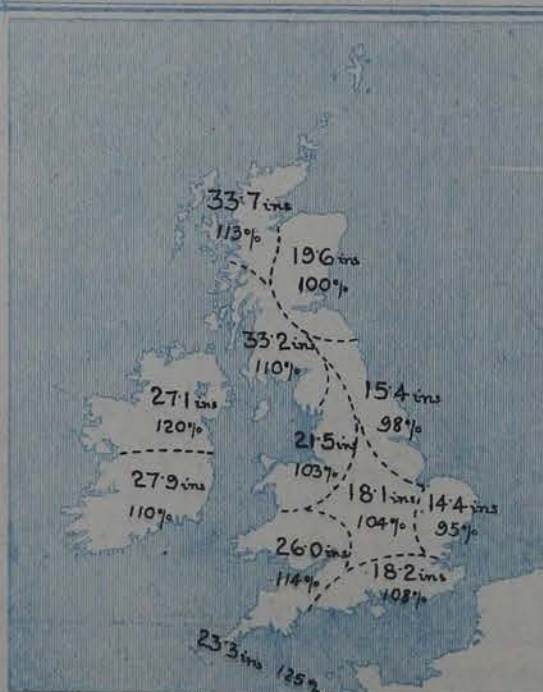 33·7 ins
113%
19·6 ins
100%
33·2 ins
110%
27·1 ins
120%
15·4 ins
98%
21·5 ins
103%
27·9 ins
110%
18·1 ins
104%
14·4 ins
95%
26·0 ins
114%
18·2 ins
108%
23·3 ins 125%